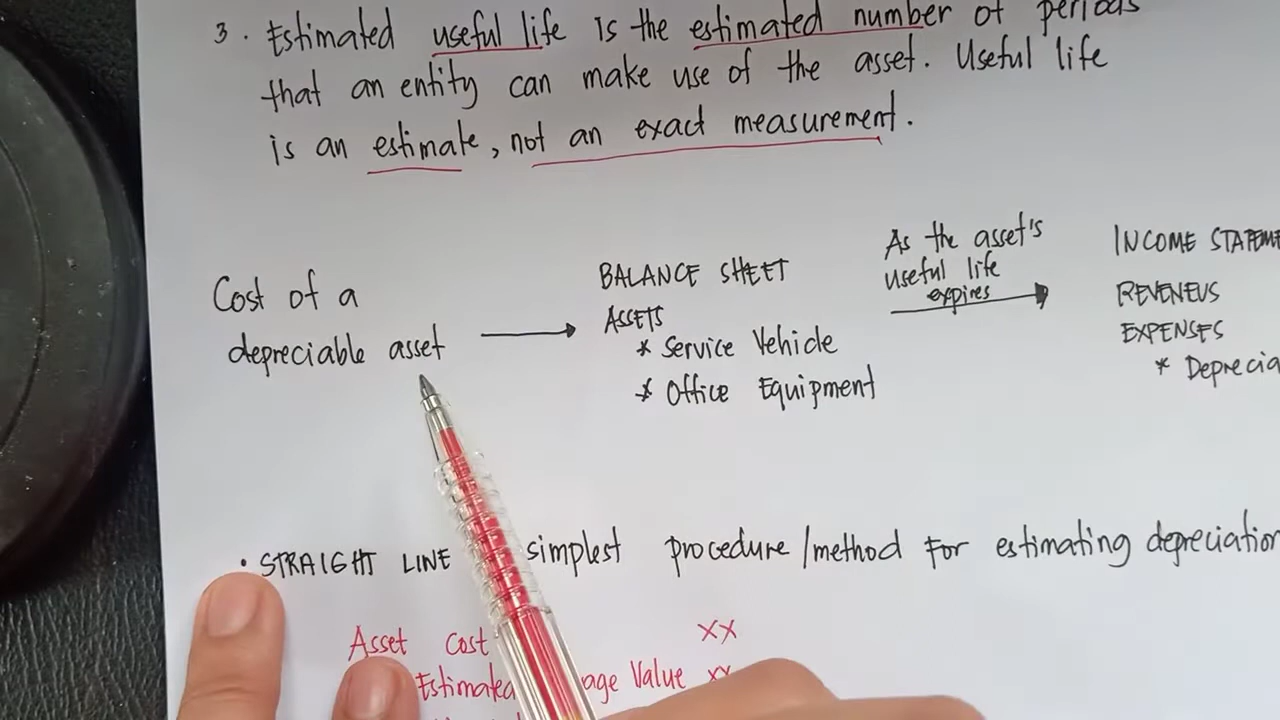 3. Estimated useful life is the estimated number of periods
that an entity can make use of the asset. Useful life
is an estimate, not an exact measurement.
Cost of a
depreciable asset
BALANCE SHEET
ASSETS
* Service Vehicle
* Office Equipment
As the asset's
useful life
expires
INCOME
REVENEUS
EXPENSES
*
• STRAIGHT LINE simplest procedure/method For estimating depreciation
Asset Cost XX
Estimated Value